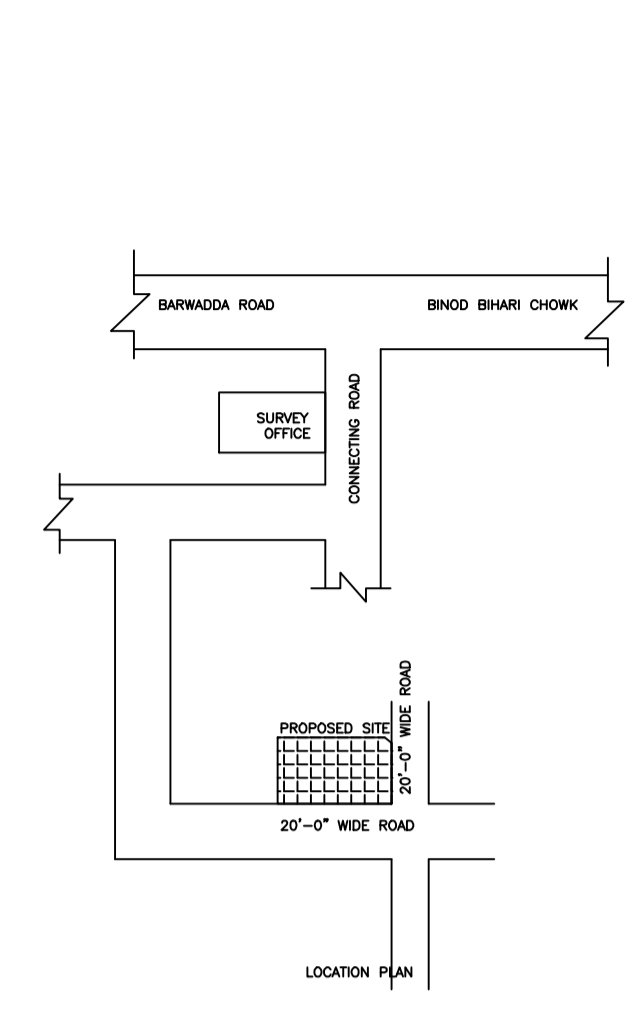 BARWADDA ROAD
BINOD BIHARI CHOWK
SURVEY
OFFICE
CONNECTING ROAD
PROPOSED SITE
20'-0" WIDE ROAD
20'-0" WIDE ROAD
LOCATION PLAN